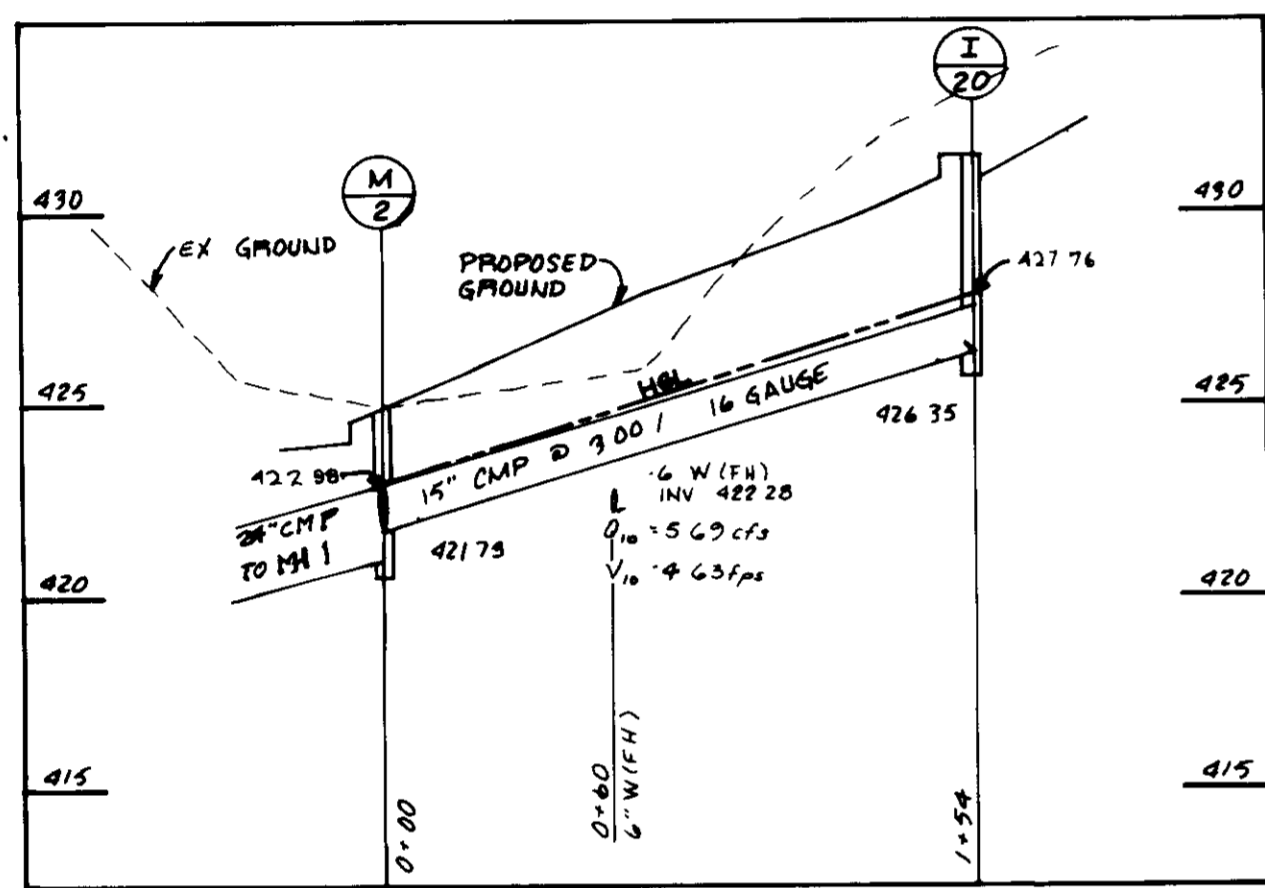 I
20
M
2
430
430
EX GROUND
PROPOSED
GROUND
427 76
425
425
HGL
16 GAUGE
15" CMP @ 3 00 /
426 35
422 98
24" CMP
TO MH 1
421 73
6 W (FH)
INV 422 28
Q10 = 5 69 cfs
V10 4 63 fps
420
420
415
415
0+00
0+60
6" W (FH)
1+54